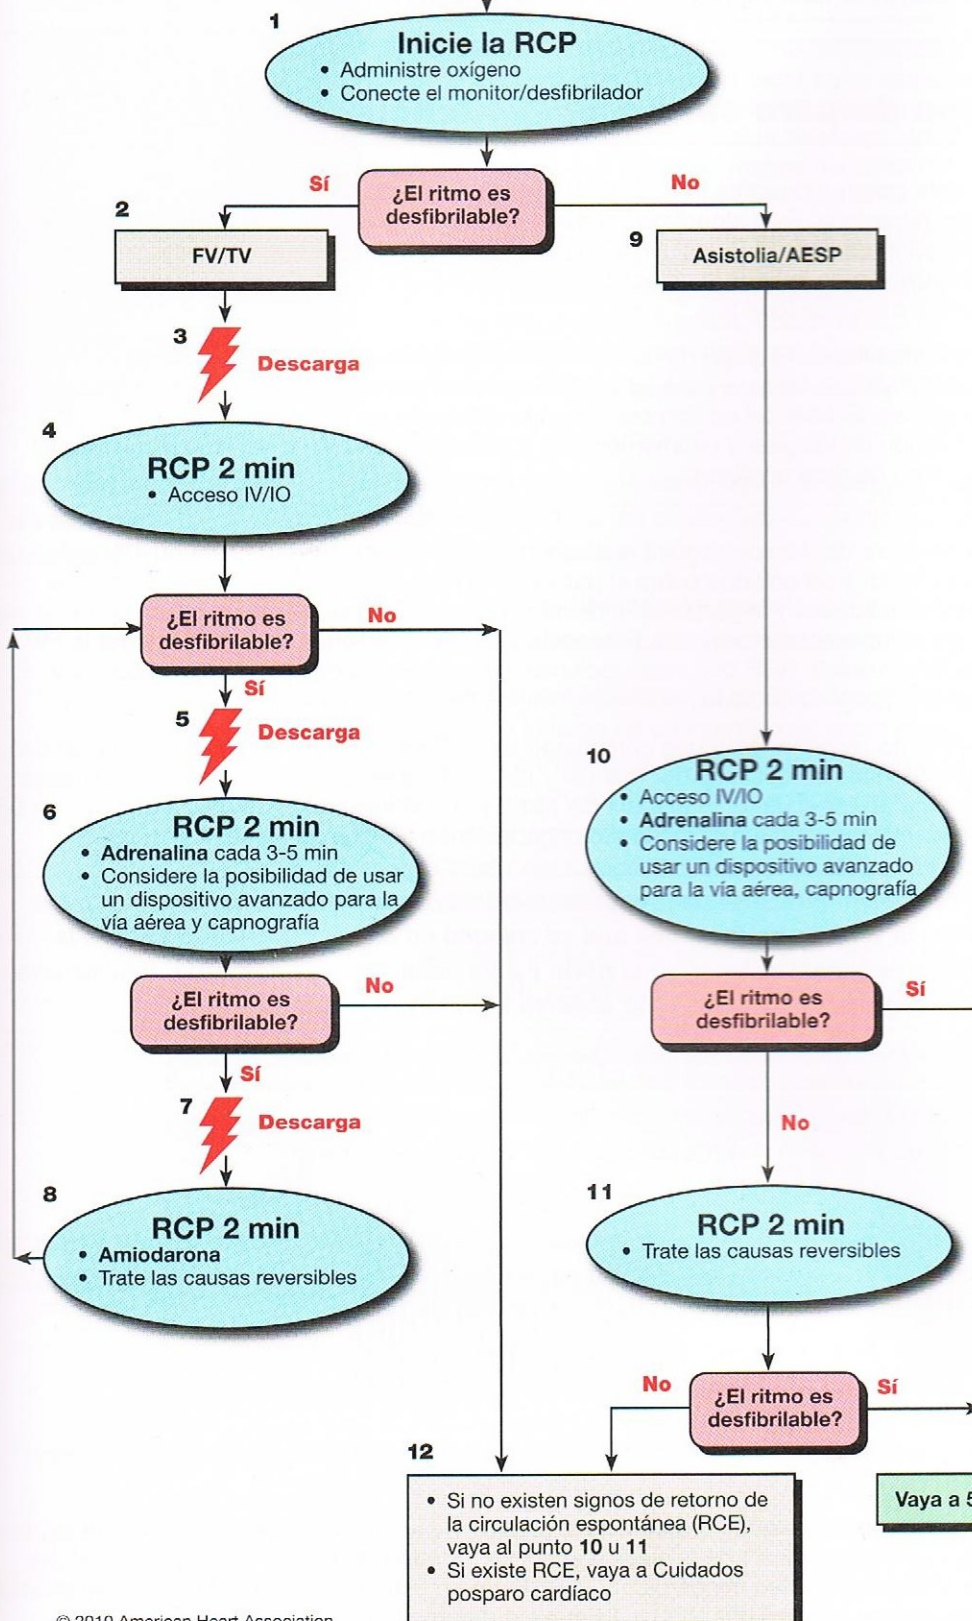 1
Inicie la RCP
• Administre oxígeno
• Conecte el monitor/desfibrilador
¿El ritmo es
desfibrilable?
Sí
No
2
FV/TV
9
Asistolia/AESP
3
Descarga
4
RCP 2 min
• Acceso IV/IO
¿El ritmo es
desfibrilable?
No
Sí
5
Descarga
6
RCP 2 min
• Adrenalina cada 3-5 min
• Considere la posibilidad de usar
un dispositivo avanzado para la
vía aérea y capnografía
¿El ritmo es
desfibrilable?
No
Sí
7
Descarga
8
RCP 2 min
• Amiodarona
• Trate las causas reversibles
10
RCP 2 min
• Acceso IV/IO
• Adrenalina cada 3-5 min
• Considere la posibilidad de
usar un dispositivo avanzado
para la vía aérea, capnografía
¿El ritmo es
desfibrilable?
Sí
No
11
RCP 2 min
• Trate las causas reversibles
¿El ritmo es
desfibrilable?
No
Sí
12
• Si no existen signos de retorno de
la circulación espontánea (RCE),
vaya al punto 10 u 11
• Si existe RCE, vaya a Cuidados
posparo cardíaco
Vaya a 5
© 2010 American Heart Association